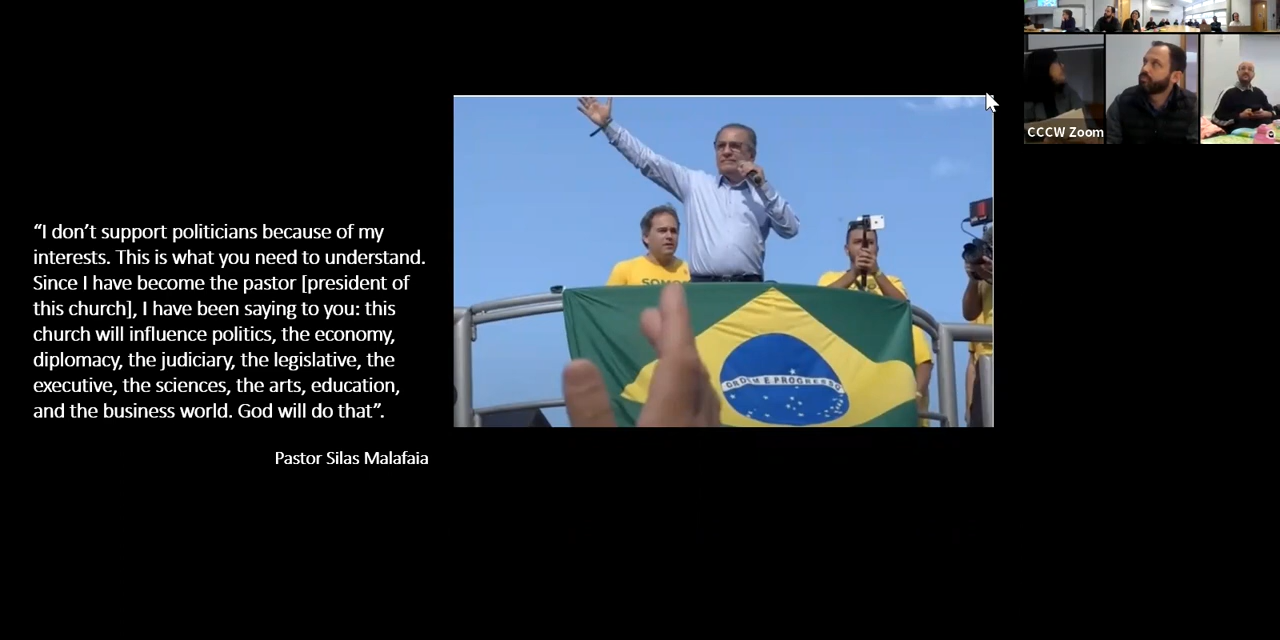 “I don’t support politicians because of my
interests. This is what you need to understand.
Since I have become the pastor [president of
this church], I have been saying to you: this
church will influence politics, the economy,
diplomacy, the judiciary, the legislative, the
executive, the sciences, the arts, education,
and the business world. God will do that”.
Pastor Silas Malafaia
SOMOS
ORDEM E PROGRESSO
CCCW Zoom